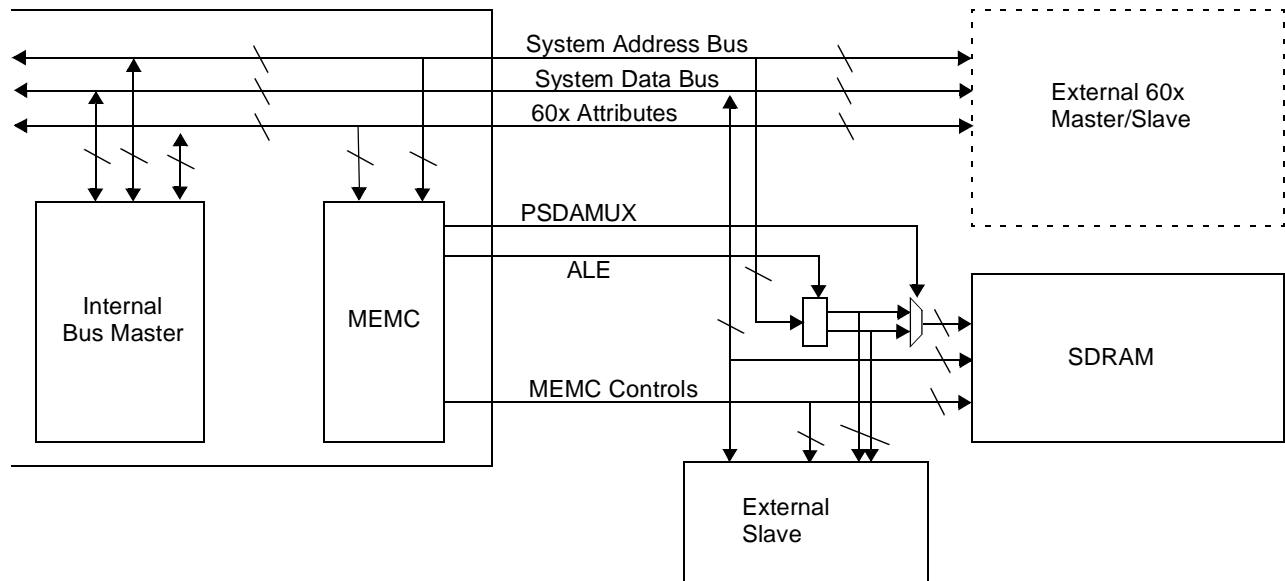 System Address Bus
System Data Bus
60x Attributes
External 60x
Master/Slave
PSDAMUX
ALE
Internal
Bus Master
MEMC
SDRAM
MEMC Controls
External
Slave